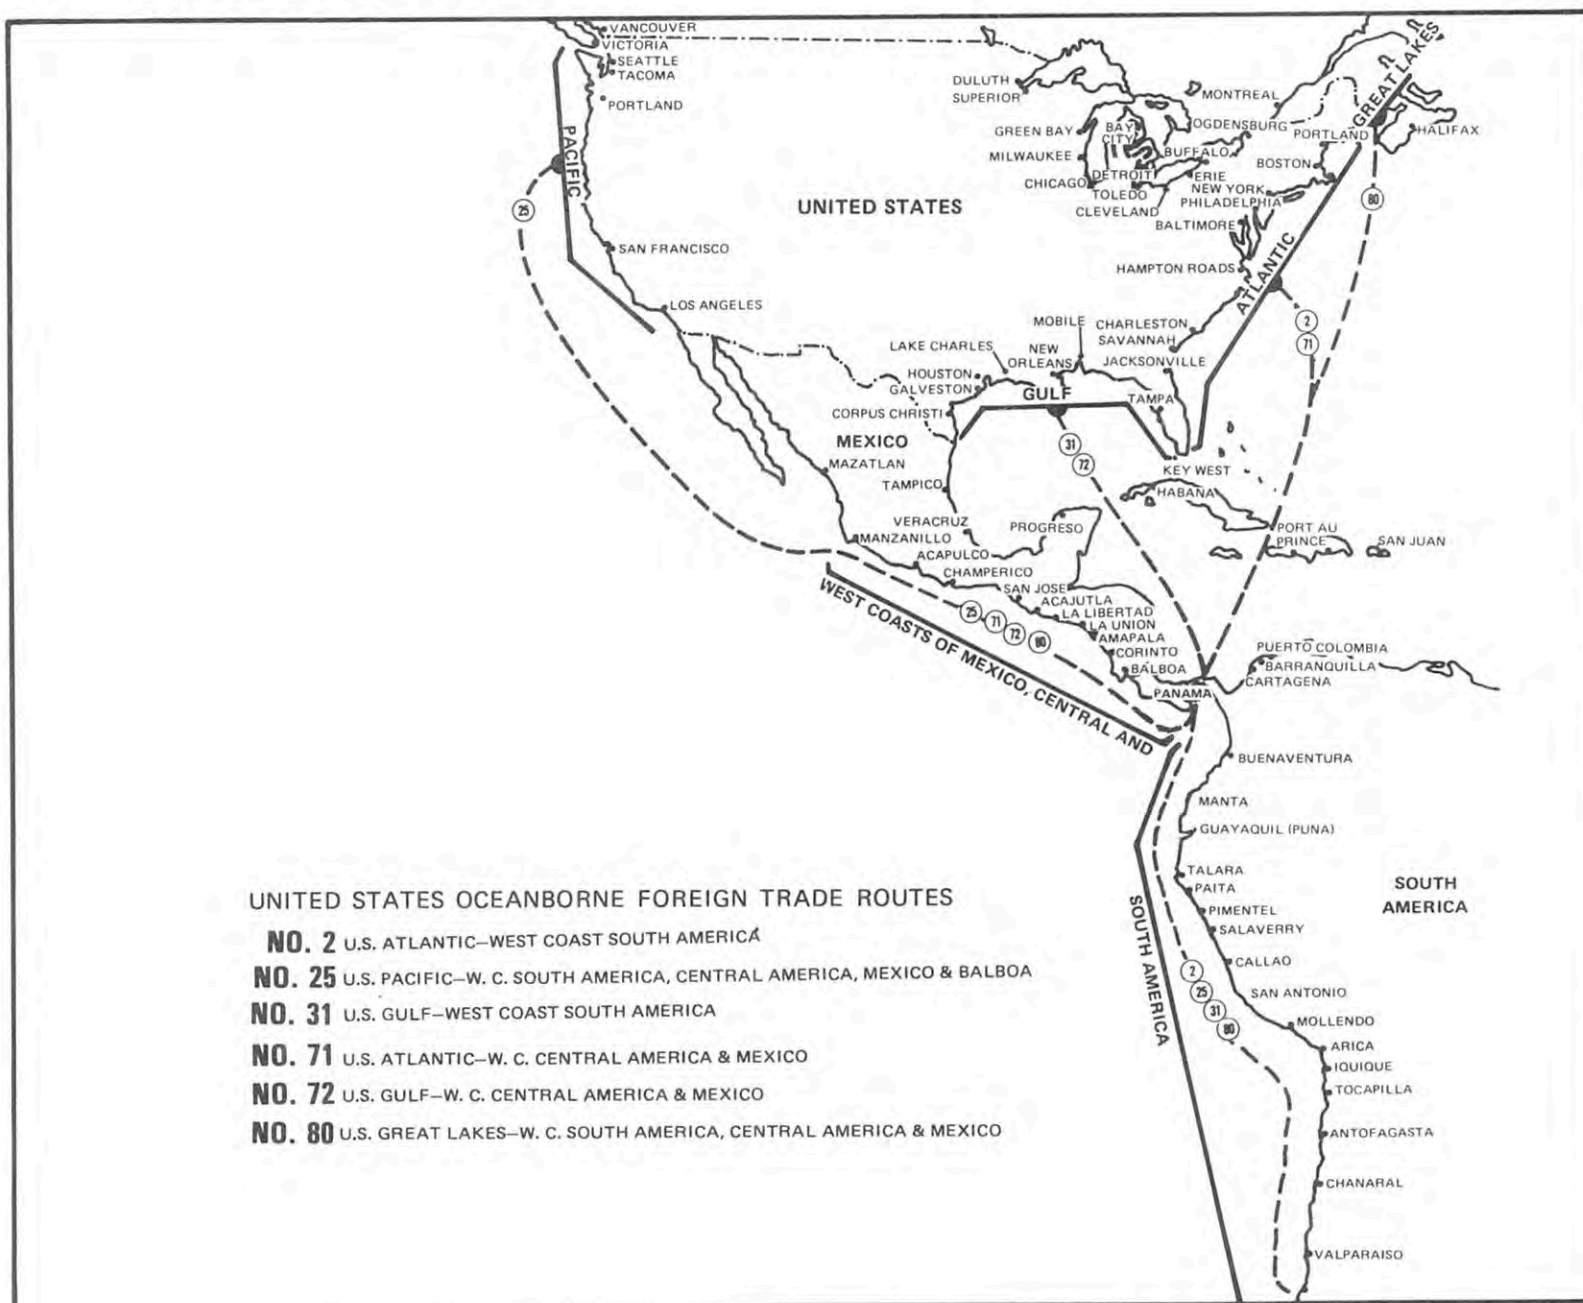 VANCOUVER
VICTORIA
SEATTLE
TACOMA
PORTLAND
PACIFIC
25
SAN FRANCISCO
LOS ANGELES
UNITED STATES
DULUTH
SUPERIOR
GREEN BAY
MILWAUKEE
CHICAGO
BAY
CITY
DETROIT
TOLEDO
CLEVELAND
MONTREAL
OGDENSBURG
BUFFALO
ERIE
PORTLAND
BOSTON
NEW YORK
PHILADELPHIA
BALTIMORE
HAMPTON ROADS
GREAT LAKES
HALIFAX
80
ATLANTIC
2
71
CHARLESTON
SAVANNAH
JACKSONVILLE
MOBILE
NEW
ORLEANS
LAKE CHARLES
HOUSTON
GALVESTON
CORPUS CHRISTI
GULF
TAMPA
31
72
KEY WEST
HABANA
PORT AU
PRINCE
SAN JUAN
MEXICO
MAZATLAN
TAMPICO
VERACRUZ
MANZANILLO
PROGRESO
ACAPULCO
CHAMPERICO
SAN JOSE
ACAJUTLA
LA LIBERTAD
LA UNION
AMAPALA
CORINTO
BALBOA
PANAMA
25
71
72
80
WEST COASTS OF MEXICO, CENTRAL AND
SOUTH AMERICA
PUERTO COLOMBIA
BARRANQUILLA
CARTAGENA
BUENAVENTURA
MANTA
GUAYAQUIL (PUNA)
TALARA
PAITA
PIMENTEL
SALAVERRY
CALLAO
SAN ANTONIO
MOLLENDO
ARICA
IQUIQUE
TOCAPILLA
ANTOFAGASTA
CHANARAL
VALPARAISO
2
25
31
80
SOUTH
AMERICA
UNITED STATES OCEANBORNE FOREIGN TRADE ROUTES
NO. 2 U.S. ATLANTIC–WEST COAST SOUTH AMERICA
NO. 25 U.S. PACIFIC–W. C. SOUTH AMERICA, CENTRAL AMERICA, MEXICO & BALBOA
NO. 31 U.S. GULF–WEST COAST SOUTH AMERICA
NO. 71 U.S. ATLANTIC–W. C. CENTRAL AMERICA & MEXICO
NO. 72 U.S. GULF–W. C. CENTRAL AMERICA & MEXICO
NO. 80 U.S. GREAT LAKES–W. C. SOUTH AMERICA, CENTRAL AMERICA & MEXICO